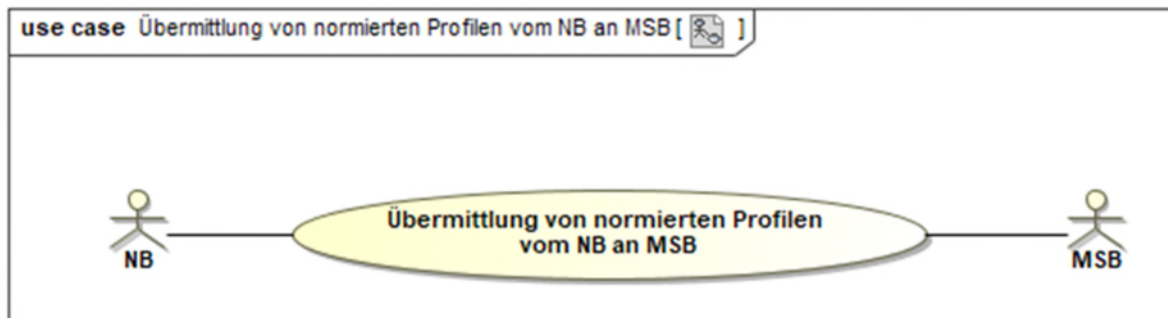 use case Übermittlung von normierten Profilen vom NB an MSB [ ]
Übermittlung von normierten Profilen
vom NB an MSB
NB
MSB